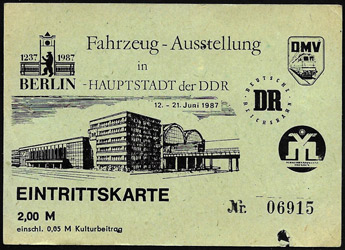 1237 1987
BERLIN
Fahrzeug-Ausstellung
in
-HAUPTSTADT der DDR
12. - 21. Juni 1987
DMV
DEUTSCHE
DR
REICHSBAHN
EINTRITTSKARTE
2,00 M
einschl. 0,05 M Kulturbeitrag
Nr. 06915